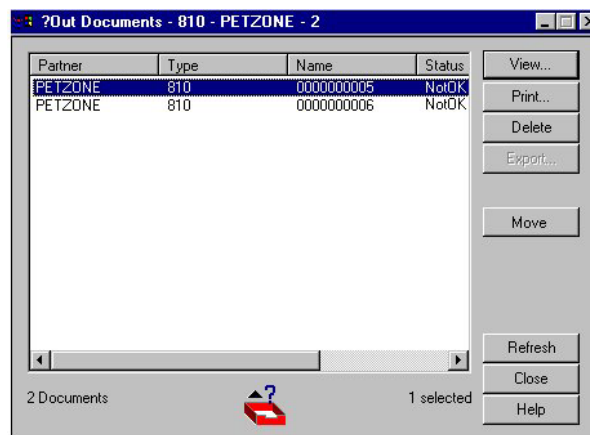 ?Out Documents - 810 - PETZONE - 2
Partner Type Name Status
PETZONE 810 0000000005 NotOK
PETZONE 810 0000000006 NotOK
View...
Print...
Delete
Export...
Move
Refresh
Close
Help
2 Documents ? 1 selected